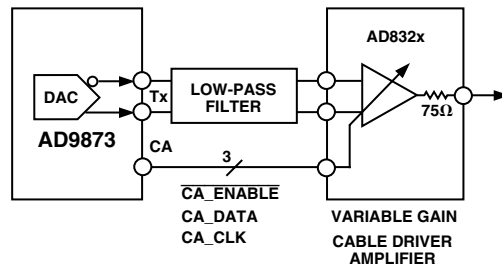 DAC
AD9873
Tx
CA
LOW-PASS
FILTER
3
CA_ENABLE
CA_DATA
CA_CLK
AD832x
75Ω
VARIABLE GAIN
CABLE DRIVER
AMPLIFIER